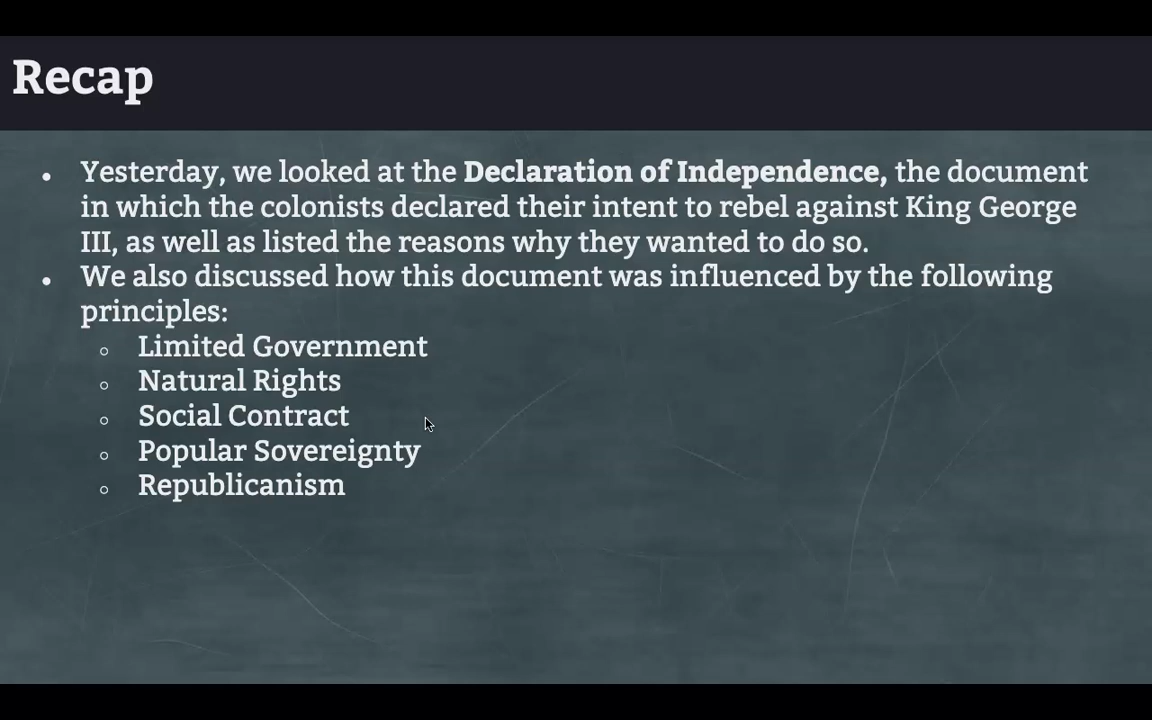 Recap
• Yesterday, we looked at the Declaration of Independence, the document
in which the colonists declared their intent to rebel against King George
III, as well as listed the reasons why they wanted to do so.
• We also discussed how this document was influenced by the following
principles:
○ Limited Government
○ Natural Rights
○ Social Contract
○ Popular Sovereignty
○ Republicanism